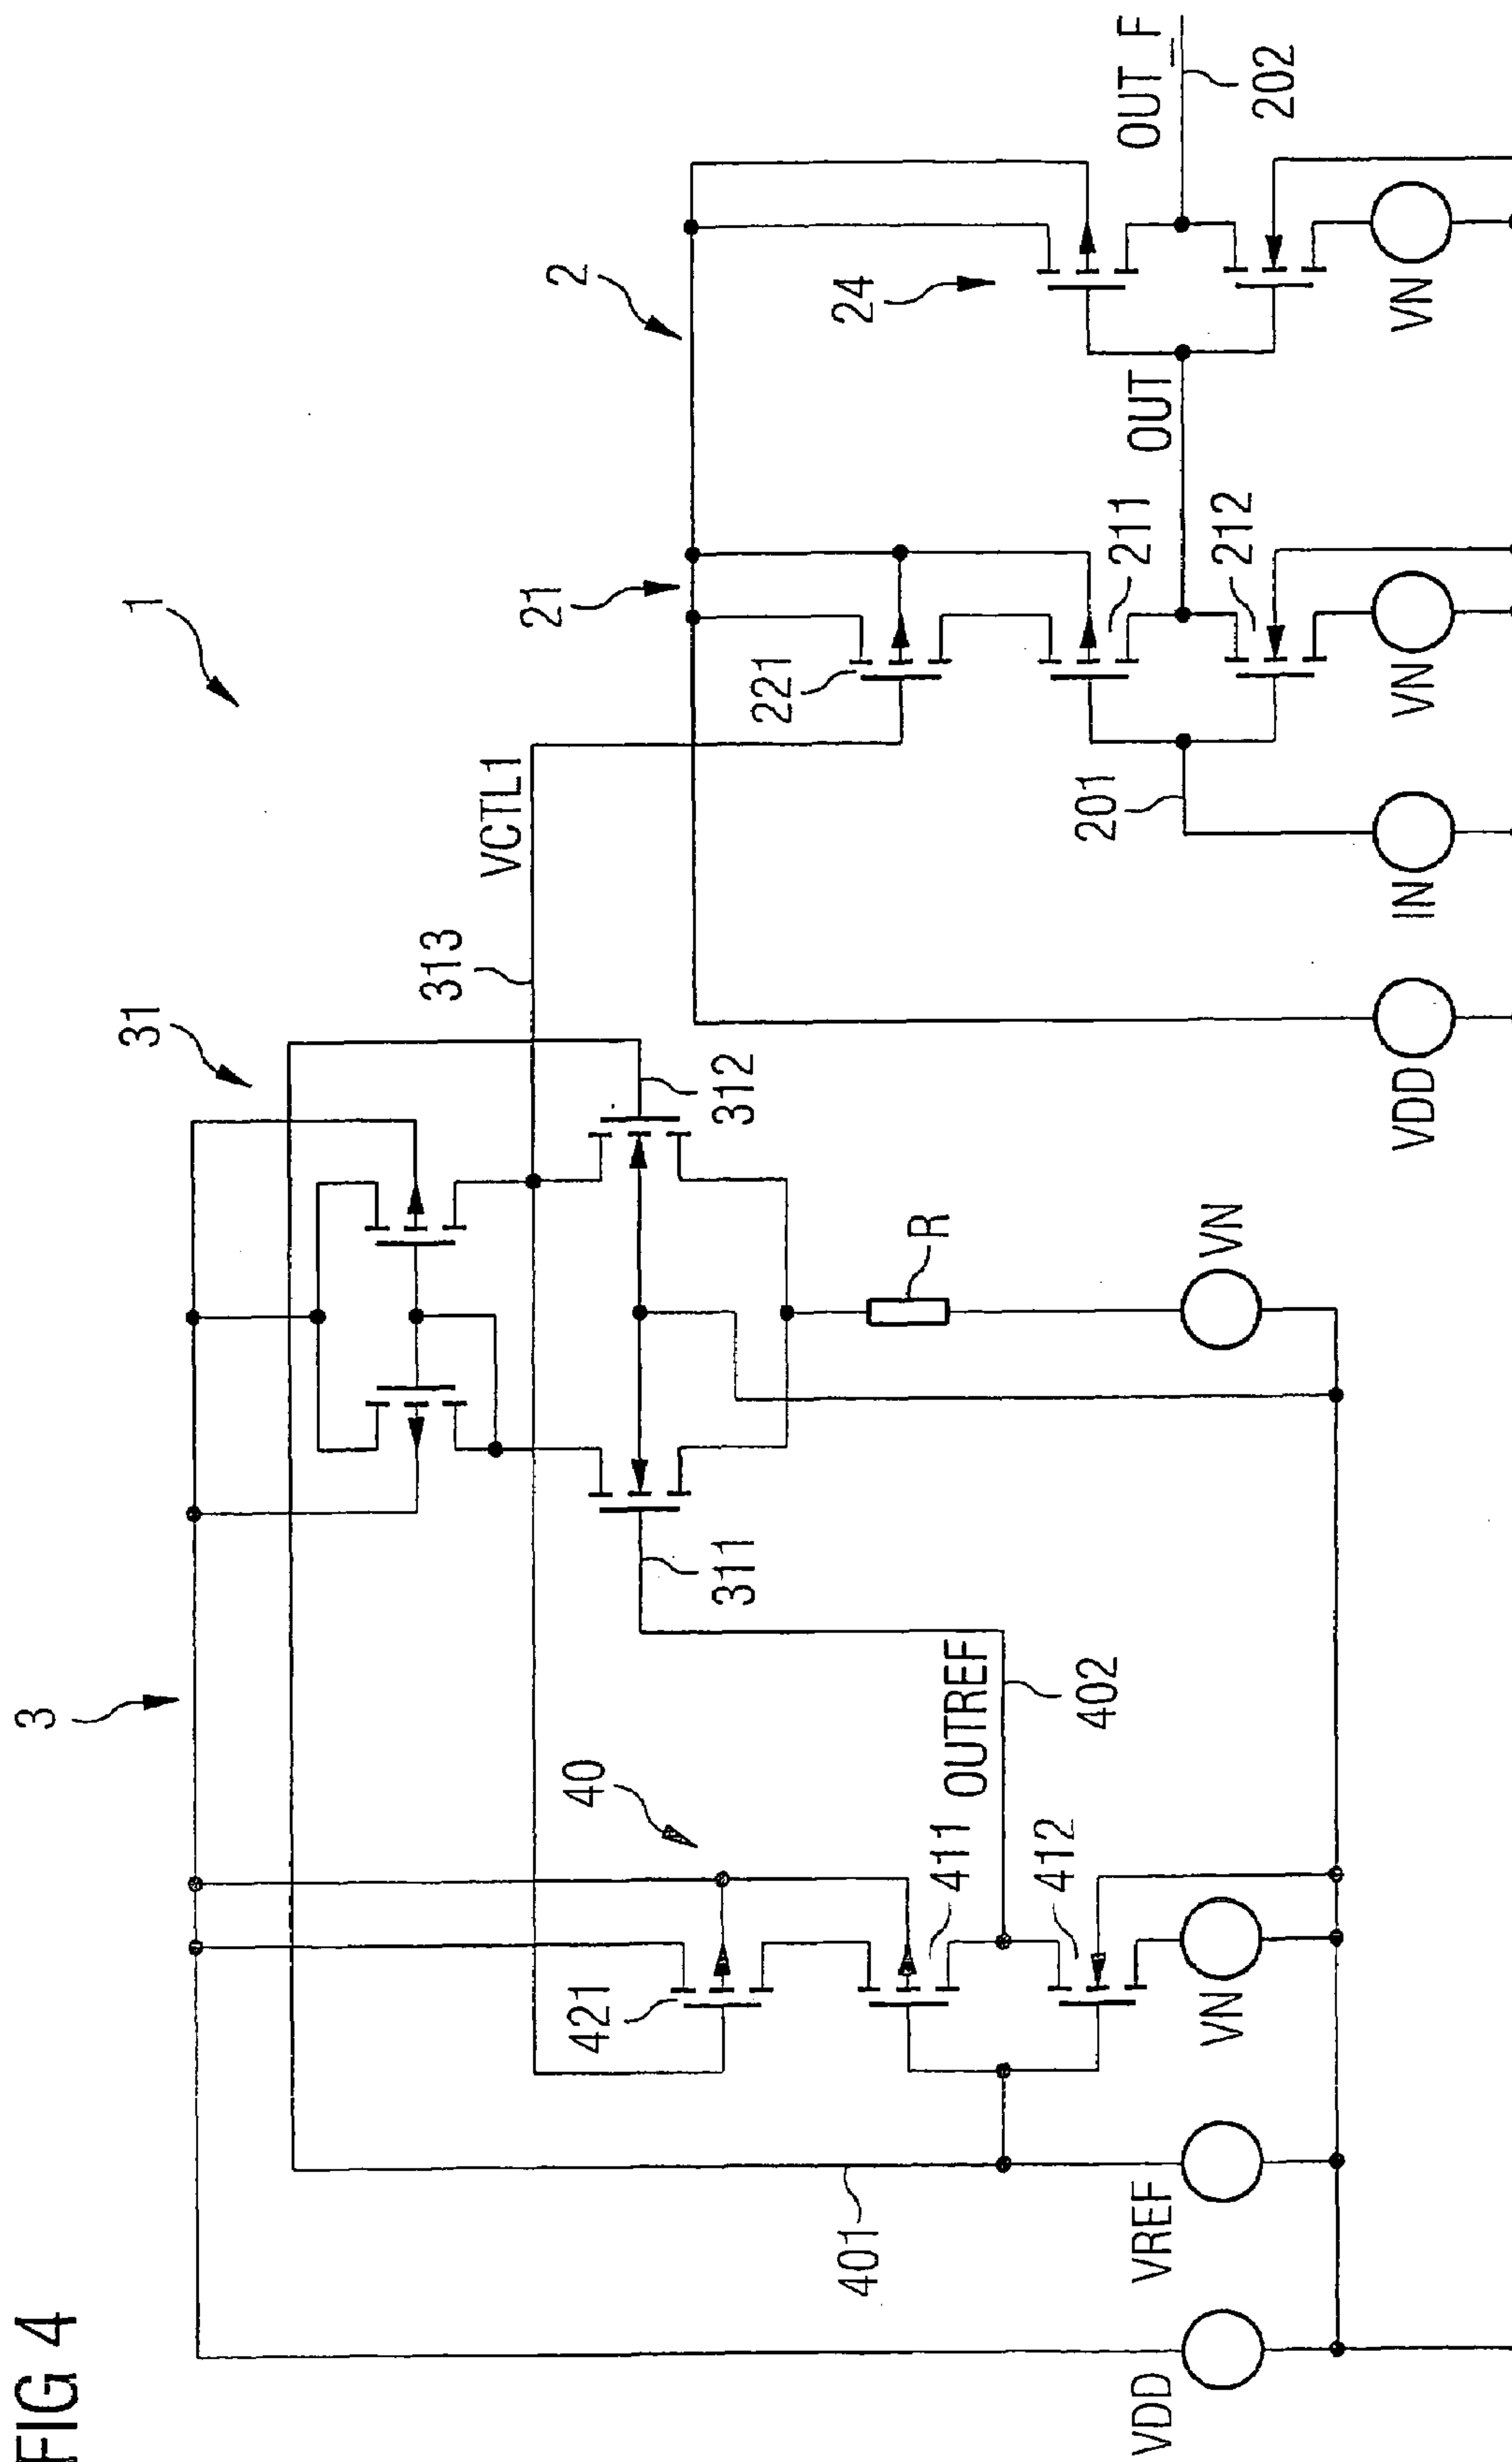 FIG 4
1
3
31
2
21
24
40
313
VCTL1
221
211
212
201
OUT
OUT_F
202
312
311
R
421
411
412
OUTREF
402
401
VDD
VREF
VN
VN
VDD
IN
VN
VN